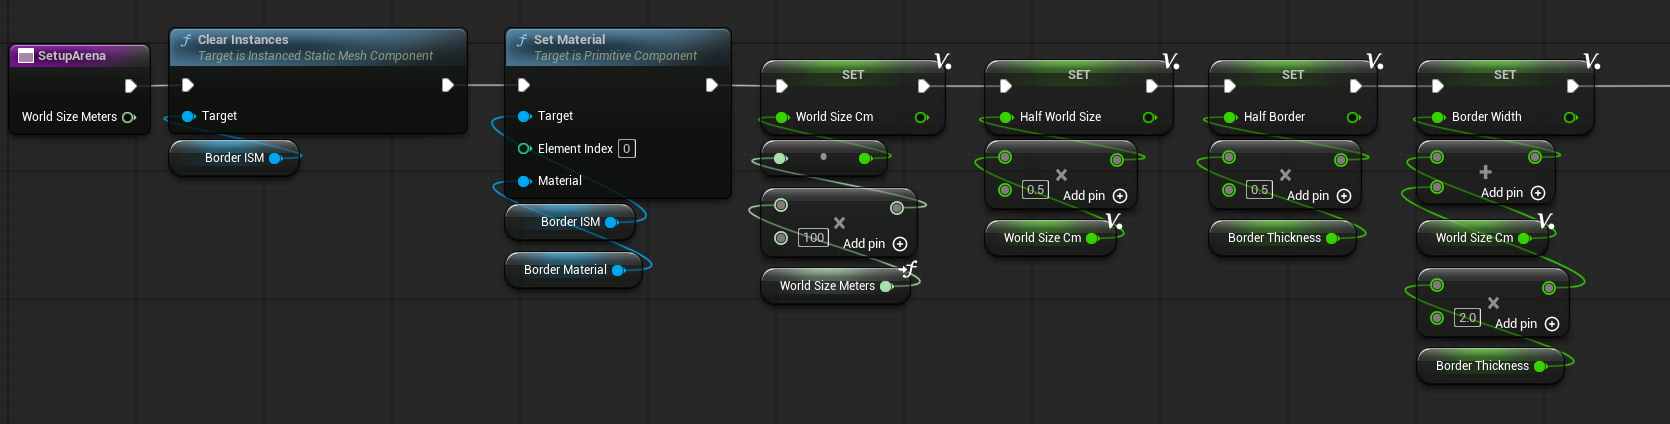 SetupArena
World Size Meters
f Clear Instances
Target is Instanced Static Mesh Component
Target
Border ISM
f Set Material
Target is Primitive Component
Target
Element Index 0
Material
Border ISM
Border Material
SET
V.
World Size Cm
×
100
Add pin +
f
World Size Meters
SET
V.
Half World Size
×
0.5
Add pin +
V.
World Size Cm
SET
V.
Half Border
×
0.5
Add pin +
Border Thickness
SET
V.
Border Width
+
Add pin +
V.
World Size Cm
×
2.0
Add pin +
Border Thickness